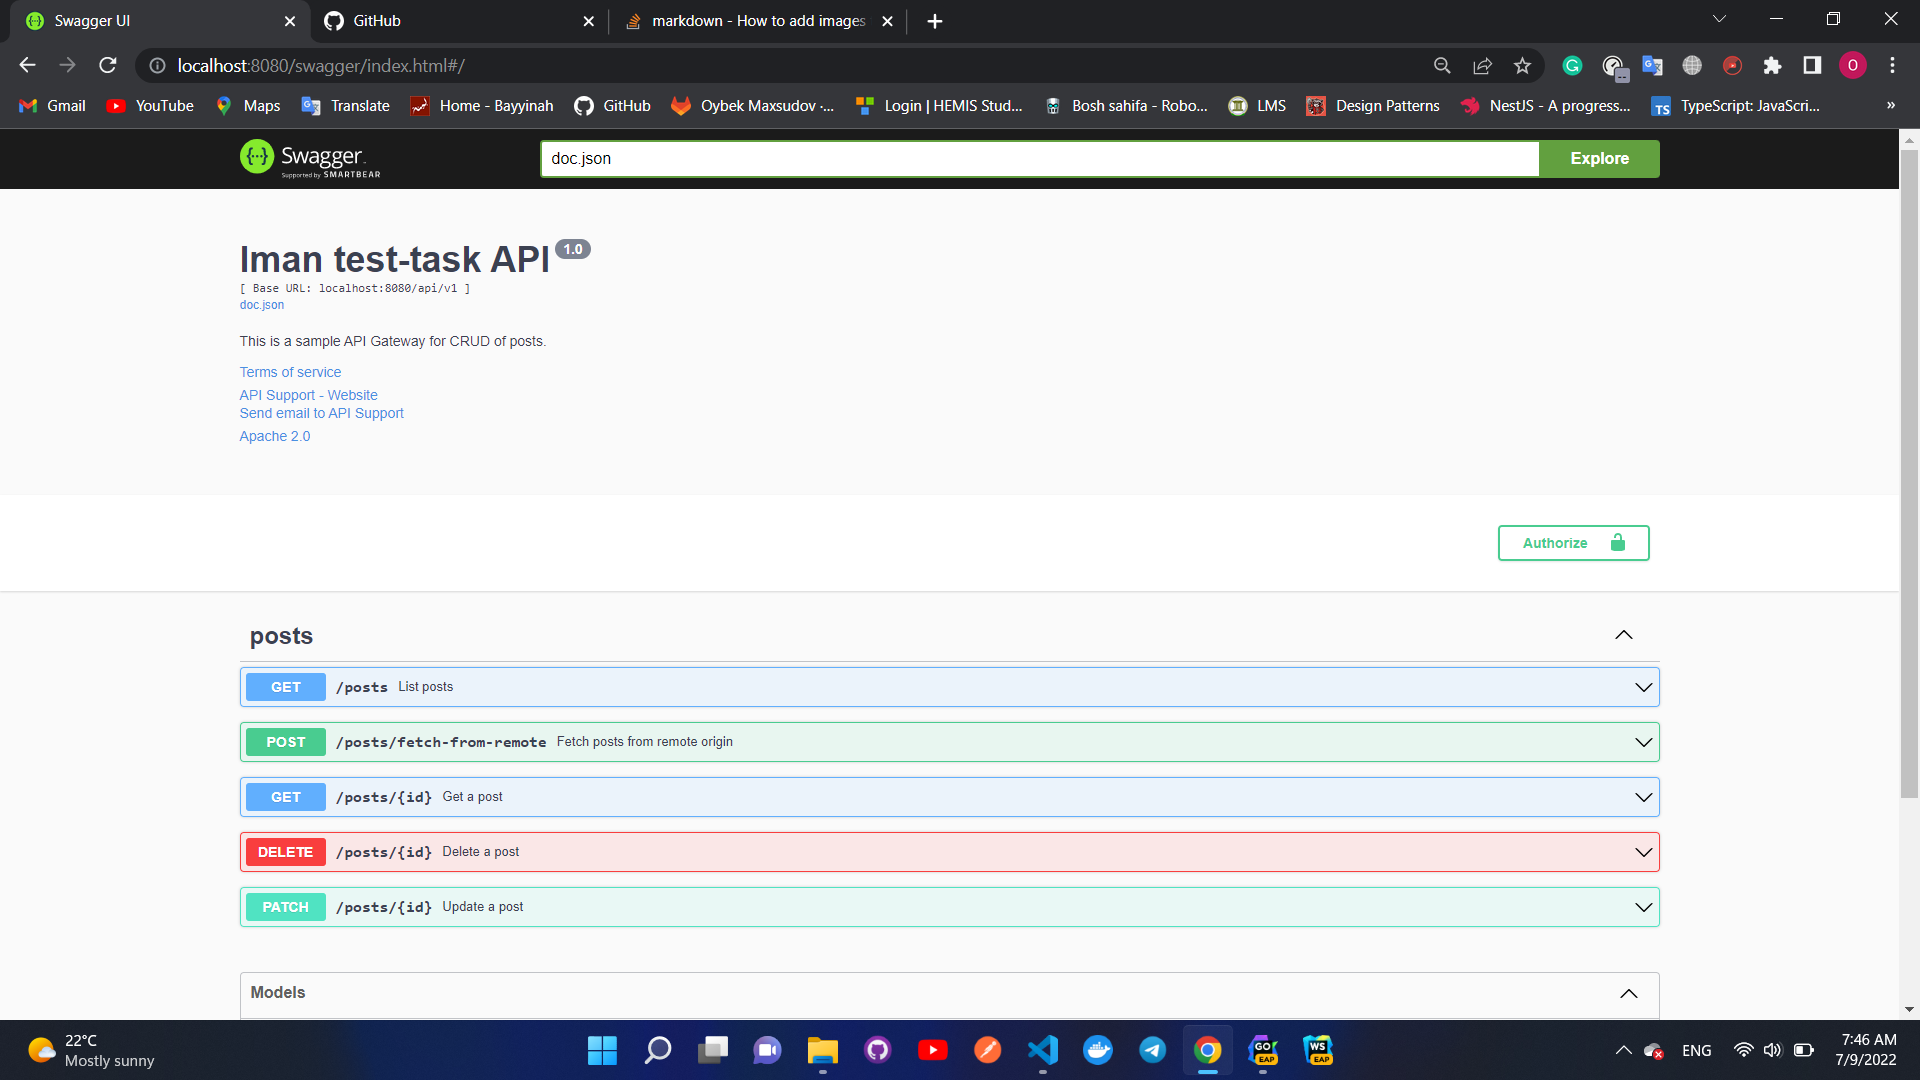 Swagger UI
GitHub
markdown - How to add images
localhost:8080/swagger/index.html#/
O
Gmail
YouTube
Maps
Translate
Home - Bayyinah
GitHub
Oybek Maxsudov ·...
Login | HEMIS Stud...
Bosh sahifa - Robo...
LMS
Design Patterns
NestJS - A progress...
TypeScript: JavaScri...
»
Swagger.
Supported by SMARTBEAR
doc.json
Explore
Iman test-task API 1.0
[ Base URL: localhost:8080/api/v1 ]
doc.json
This is a sample API Gateway for CRUD of posts.
Terms of service
API Support - Website
Send email to API Support
Apache 2.0
Authorize
posts
GET /posts List posts
POST /posts/fetch-from-remote Fetch posts from remote origin
GET /posts/{id} Get a post
DELETE /posts/{id} Delete a post
PATCH /posts/{id} Update a post
Models
22°C
Mostly sunny
GO
EAP
WS
EAP
ENG
7:46 AM
7/9/2022